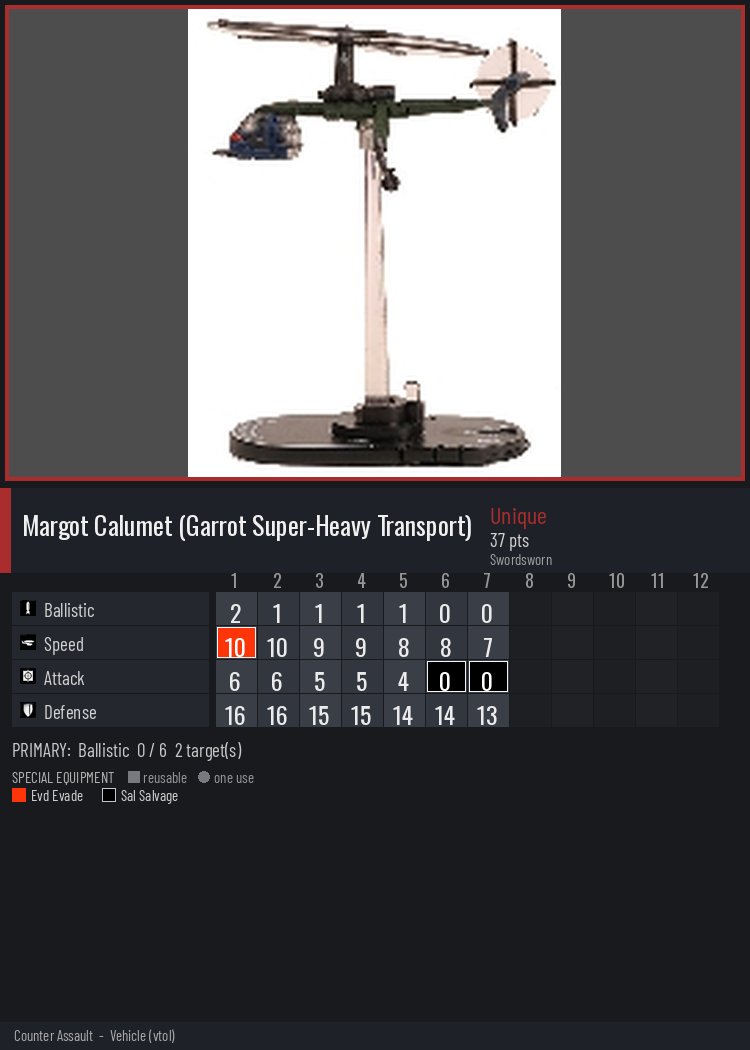 Margot Calumet (Garrot Super-Heavy Transport)
Unique
37 pts
Swordsworn
1 2 3 4 5 6 7 8 9 10 11 12
Ballistic 2 1 1 1 1 0 0
Speed 10 10 9 9 8 8 7
Attack 6 6 5 5 4 0 0
Defense 16 16 15 15 14 14 13
PRIMARY: Ballistic 0 / 6 2 target(s)
SPECIAL EQUIPMENT reusable one use
Evd Evade Sal Salvage
Counter Assault - Vehicle (vtol)